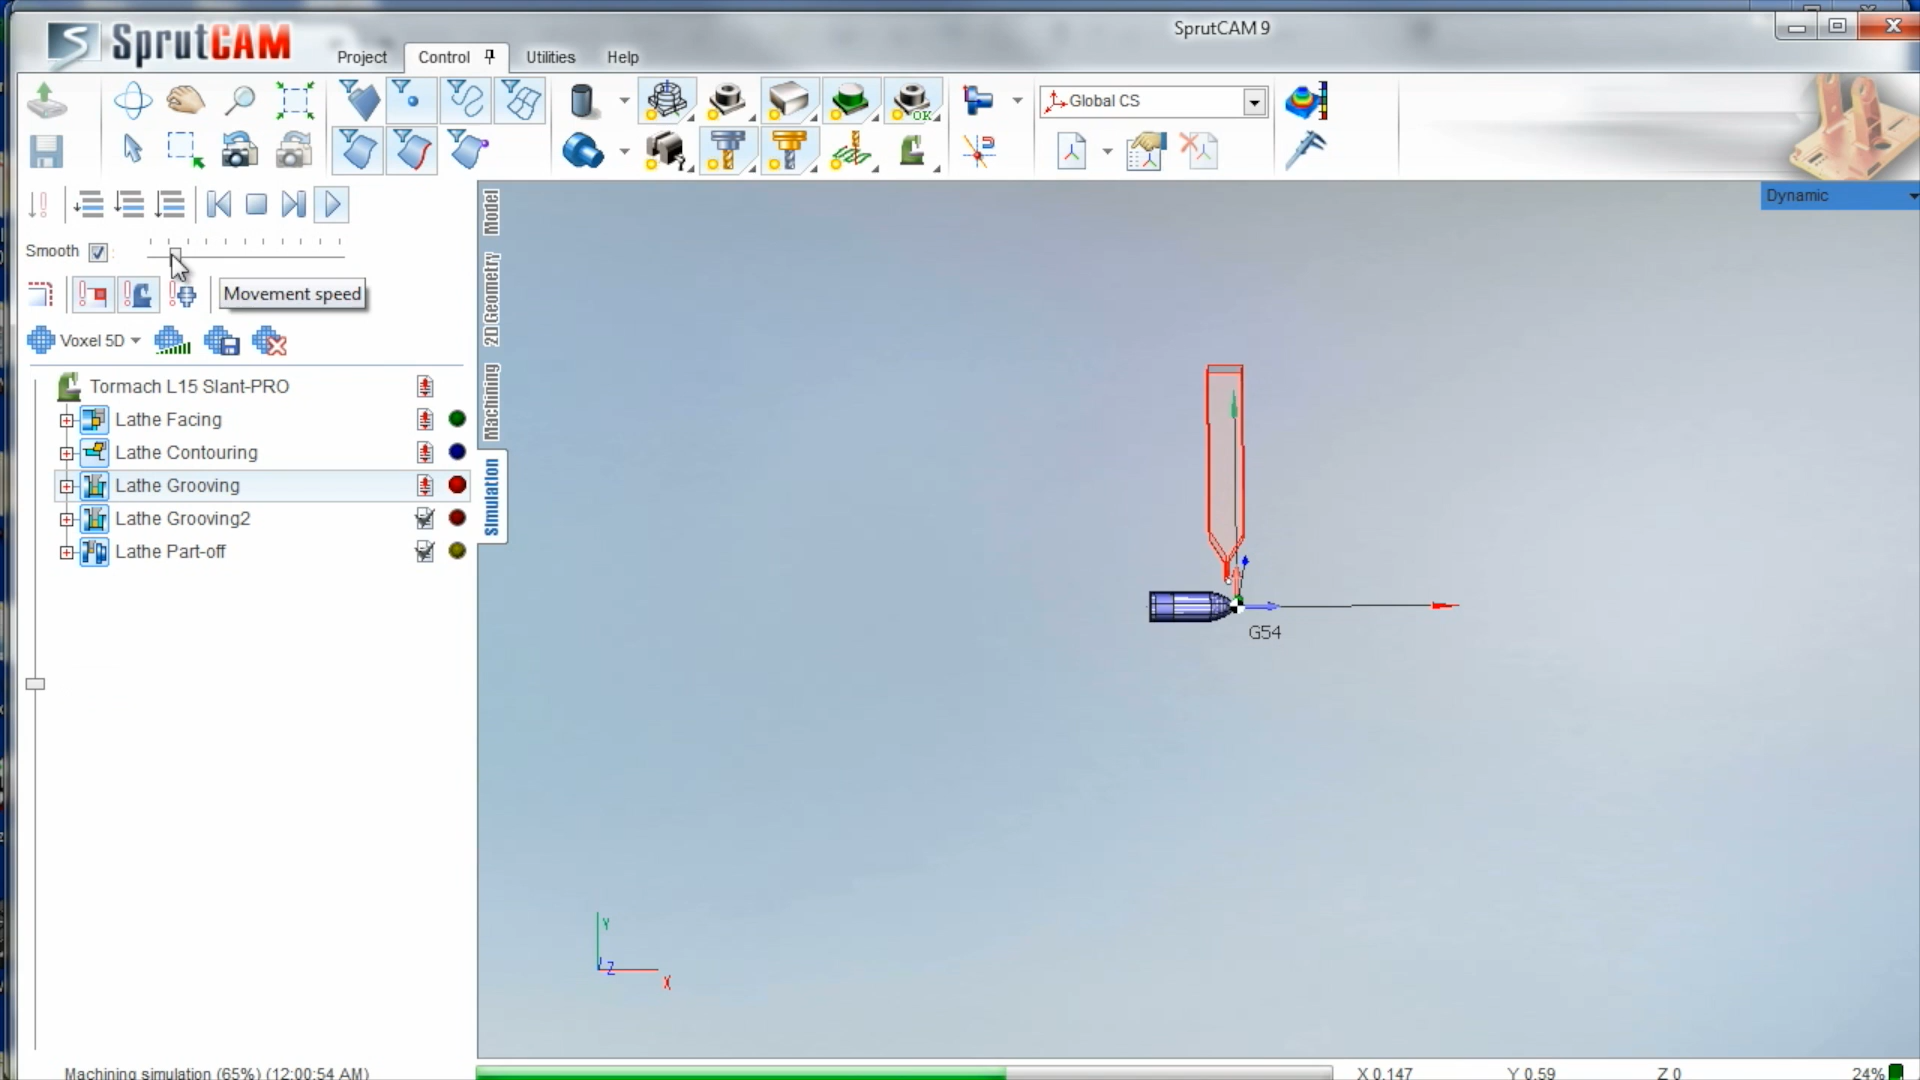 SprutCAM 9
SprutCAM
Project
Control
Utilities
Help
OK
Global CS
Dynamic
Smooth
:
Movement speed
Voxel 5D
Tormach L15 Slant-PRO
Lathe Facing
Lathe Contouring
Lathe Grooving
Lathe Grooving2
Lathe Part-off
Model
2D Geometry
Machining
Simulation
G54
Y
Z
X
Machining simulation (65%) (12:00:54 AM)
X 0.147
Y 0.59
Z 0
24%